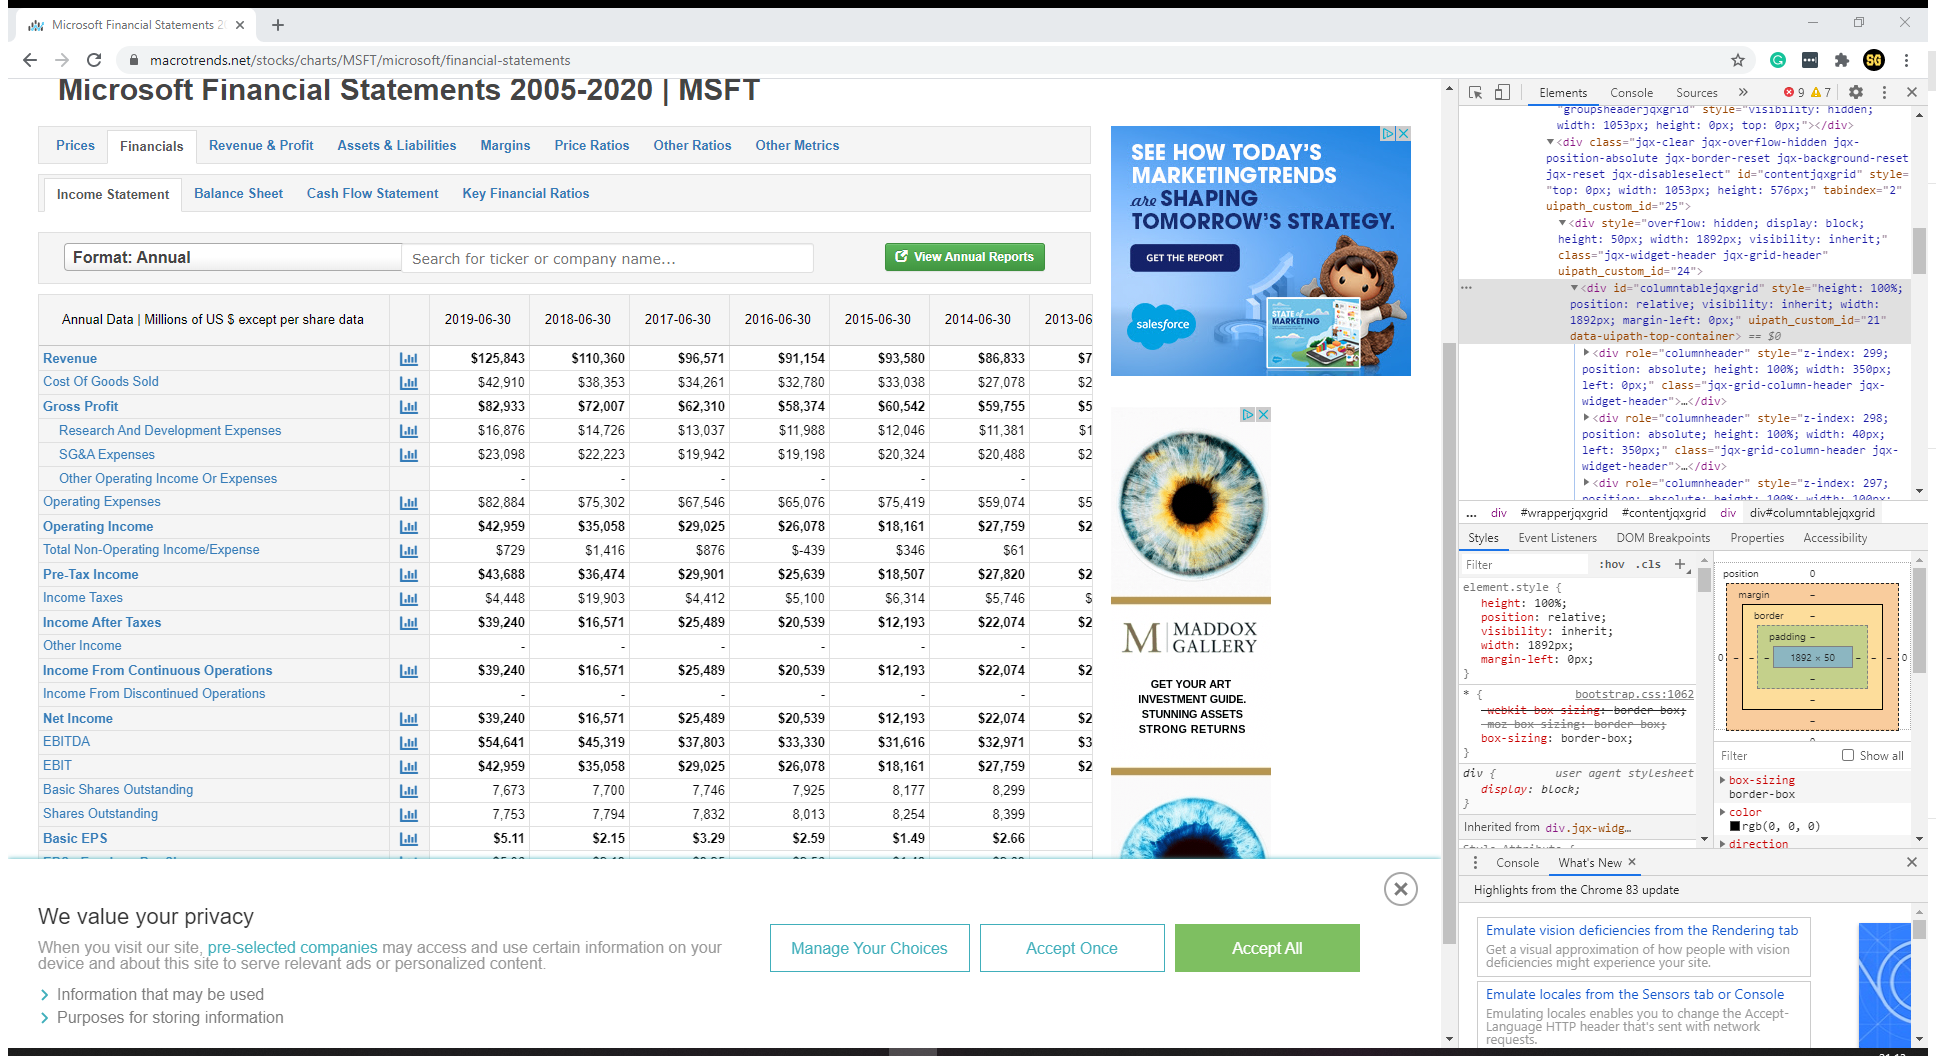 Microsoft Financial Statements 2
macrotrends.net/stocks/charts/MSFT/microsoft/financial-statements
SG
Microsoft Financial Statements 2005-2020 | MSFT
Prices Financials Revenue & Profit Assets & Liabilities Margins Price Ratios Other Ratios Other Metrics
Income Statement Balance Sheet Cash Flow Statement Key Financial Ratios
Format: Annual Search for ticker or company name... View Annual Reports
Annual Data | Millions of US $ except per share data 2019-06-30 2018-06-30 2017-06-30 2016-06-30 2015-06-30 2014-06-30 2013-06
Revenue $125,843 $110,360 $96,571 $91,154 $93,580 $86,833 $7
Cost Of Goods Sold $42,910 $38,353 $34,261 $32,780 $33,038 $27,078 $2
Gross Profit $82,933 $72,007 $62,310 $58,374 $60,542 $59,755 $5
Research And Development Expenses $16,876 $14,726 $13,037 $11,988 $12,046 $11,381 $1
SG&A Expenses $23,098 $22,223 $19,942 $19,198 $20,324 $20,488 $2
Other Operating Income Or Expenses - - - - - -
Operating Expenses $82,884 $75,302 $67,546 $65,076 $75,419 $59,074 $5
Operating Income $42,959 $35,058 $29,025 $26,078 $18,161 $27,759 $2
Total Non-Operating Income/Expense $729 $1,416 $876 $-439 $346 $61
Pre-Tax Income $43,688 $36,474 $29,901 $25,639 $18,507 $27,820 $2
Income Taxes $4,448 $19,903 $4,412 $5,100 $6,314 $5,746 $
Income After Taxes $39,240 $16,571 $25,489 $20,539 $12,193 $22,074 $2
Other Income - - - - - -
Income From Continuous Operations $39,240 $16,571 $25,489 $20,539 $12,193 $22,074 $2
Income From Discontinued Operations - - - - - -
Net Income $39,240 $16,571 $25,489 $20,539 $12,193 $22,074 $2
EBITDA $54,641 $45,319 $37,803 $33,330 $31,616 $32,971 $3
EBIT $42,959 $35,058 $29,025 $26,078 $18,161 $27,759 $2
Basic Shares Outstanding 7,673 7,700 7,746 7,925 8,177 8,299
Shares Outstanding 7,753 7,794 7,832 8,013 8,254 8,399
Basic EPS $5.11 $2.15 $3.29 $2.59 $1.49 $2.66
SEE HOW TODAY'S
MARKETINGTRENDS
are SHAPING
TOMORROW'S STRATEGY.
GET THE REPORT
salesforce
STATE of
MARKETING
MADDOX
GALLERY
M
GET YOUR ART
INVESTMENT GUIDE.
STUNNING ASSETS
STRONG RETURNS
We value your privacy
When you visit our site, pre-selected companies may access and use certain information on your
device and about this site to serve relevant ads or personalized content.
Information that may be used
Purposes for storing information
Manage Your Choices Accept Once Accept All
Elements Console Sources » 9 7
"groupsheaderjqxgrid" style="visibility: hidden;
width: 1053px; height: 0px; top: 0px;"></div>
<div class="jqx-clear jqx-overflow-hidden jqx-
position-absolute jqx-border-reset jqx-background-reset
jqx-reset jqx-disableselect" id="contentjqxgrid" style=
"top: 0px; width: 1053px; height: 576px;" tabindex="2"
uipath_custom_id="25">
<div style="overflow: hidden; display: block;
height: 50px; width: 1892px; visibility: inherit;"
class="jqx-widget-header jqx-grid-header"
uipath_custom_id="24">
<div id="columntablejqxgrid" style="height: 100%;
position: relative; visibility: inherit; width:
1892px; margin-left: 0px;" uipath_custom_id="21"
data-uipath-top-container> == $0
<div role="columnheader" style="z-index: 299;
position: absolute; height: 100%; width: 350px;
left: 0px;" class="jqx-grid-column-header jqx-
widget-header">…</div>
<div role="columnheader" style="z-index: 298;
position: absolute; height: 100%; width: 40px;
left: 350px;" class="jqx-grid-column-header jqx-
widget-header">…</div>
<div role="columnheader" style="z-index: 297;
position: absolute; height: 100%; width: 100px;
... div #wrapperjqxgrid #contentjqxgrid div div#columntablejqxgrid
Styles Event Listeners DOM Breakpoints Properties Accessibility
Filter :hov .cls +
element.style {
height: 100%;
position: relative;
visibility: inherit;
width: 1892px;
margin-left: 0px;
}
* { bootstrap.css:1062
-webkit-box-sizing: border-box;
-moz-box-sizing: border-box;
box-sizing: border-box;
}
div { user agent stylesheet
display: block;
}
Inherited from div.jqx-widg…
Style Attribute {
position 0
margin –
border –
padding –
0 – – – 1892 × 50 – – – 0
–
–
–
Filter Show all
box-sizing
border-box
color
rgb(0, 0, 0)
direction
Console What's New
Highlights from the Chrome 83 update
Emulate vision deficiencies from the Rendering tab
Get a visual approximation of how people with vision
deficiencies might experience your site.
Emulate locales from the Sensors tab or Console
Emulating locales enables you to change the Accept-
Language HTTP header that's sent with network
requests.